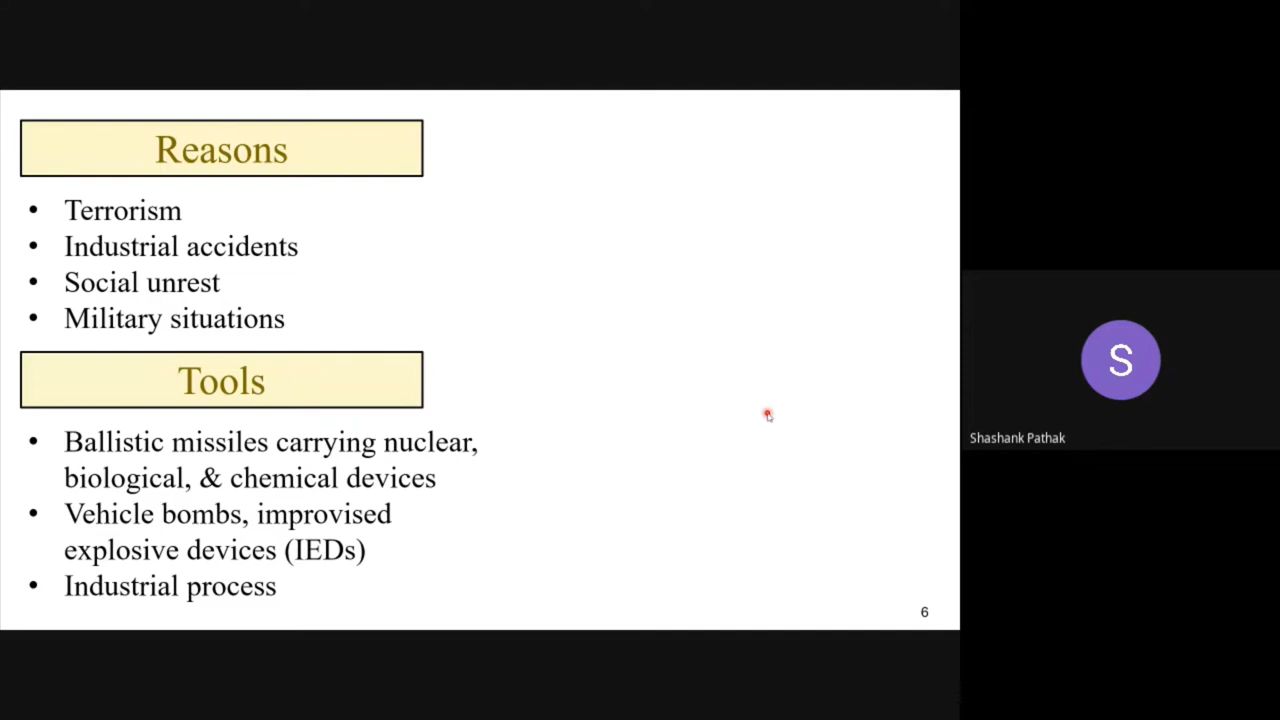 Reasons
• Terrorism
• Industrial accidents
• Social unrest
• Military situations
Tools
• Ballistic missiles carrying nuclear,
biological, & chemical devices
• Vehicle bombs, improvised
explosive devices (IEDs)
• Industrial process
6
S
Shashank Pathak